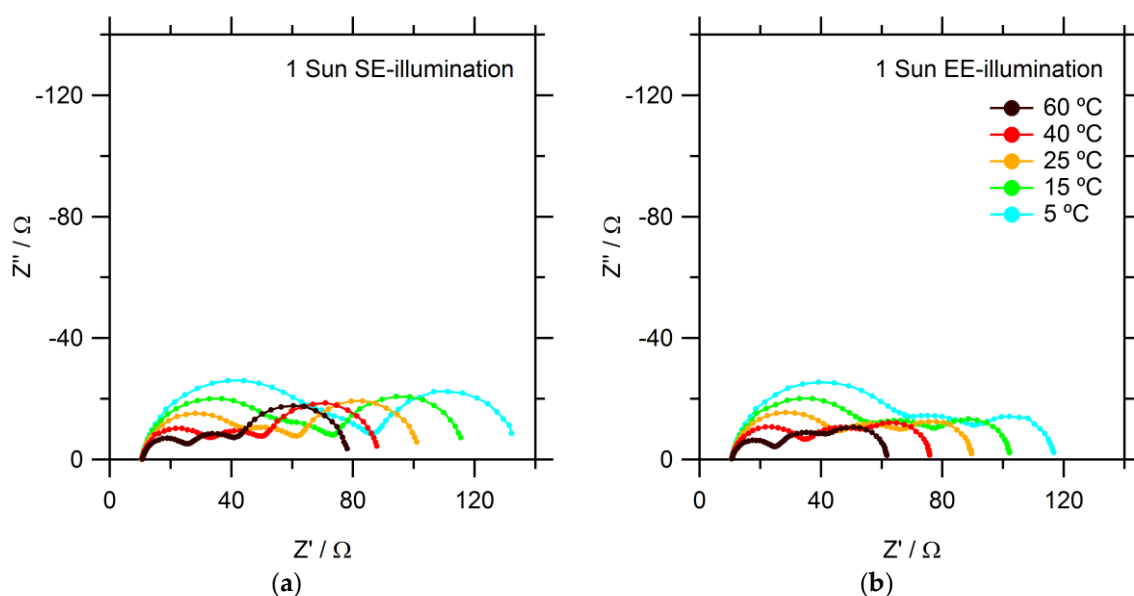 1 Sun SE-illumination
-120
-80
-40
0
Z'' / Ω
0
40
80
120
Z' / Ω
(a)
1 Sun EE-illumination
60 ºC
40 ºC
25 ºC
15 ºC
5 ºC
-120
-80
-40
0
Z'' / Ω
0
40
80
120
Z' / Ω
(b)